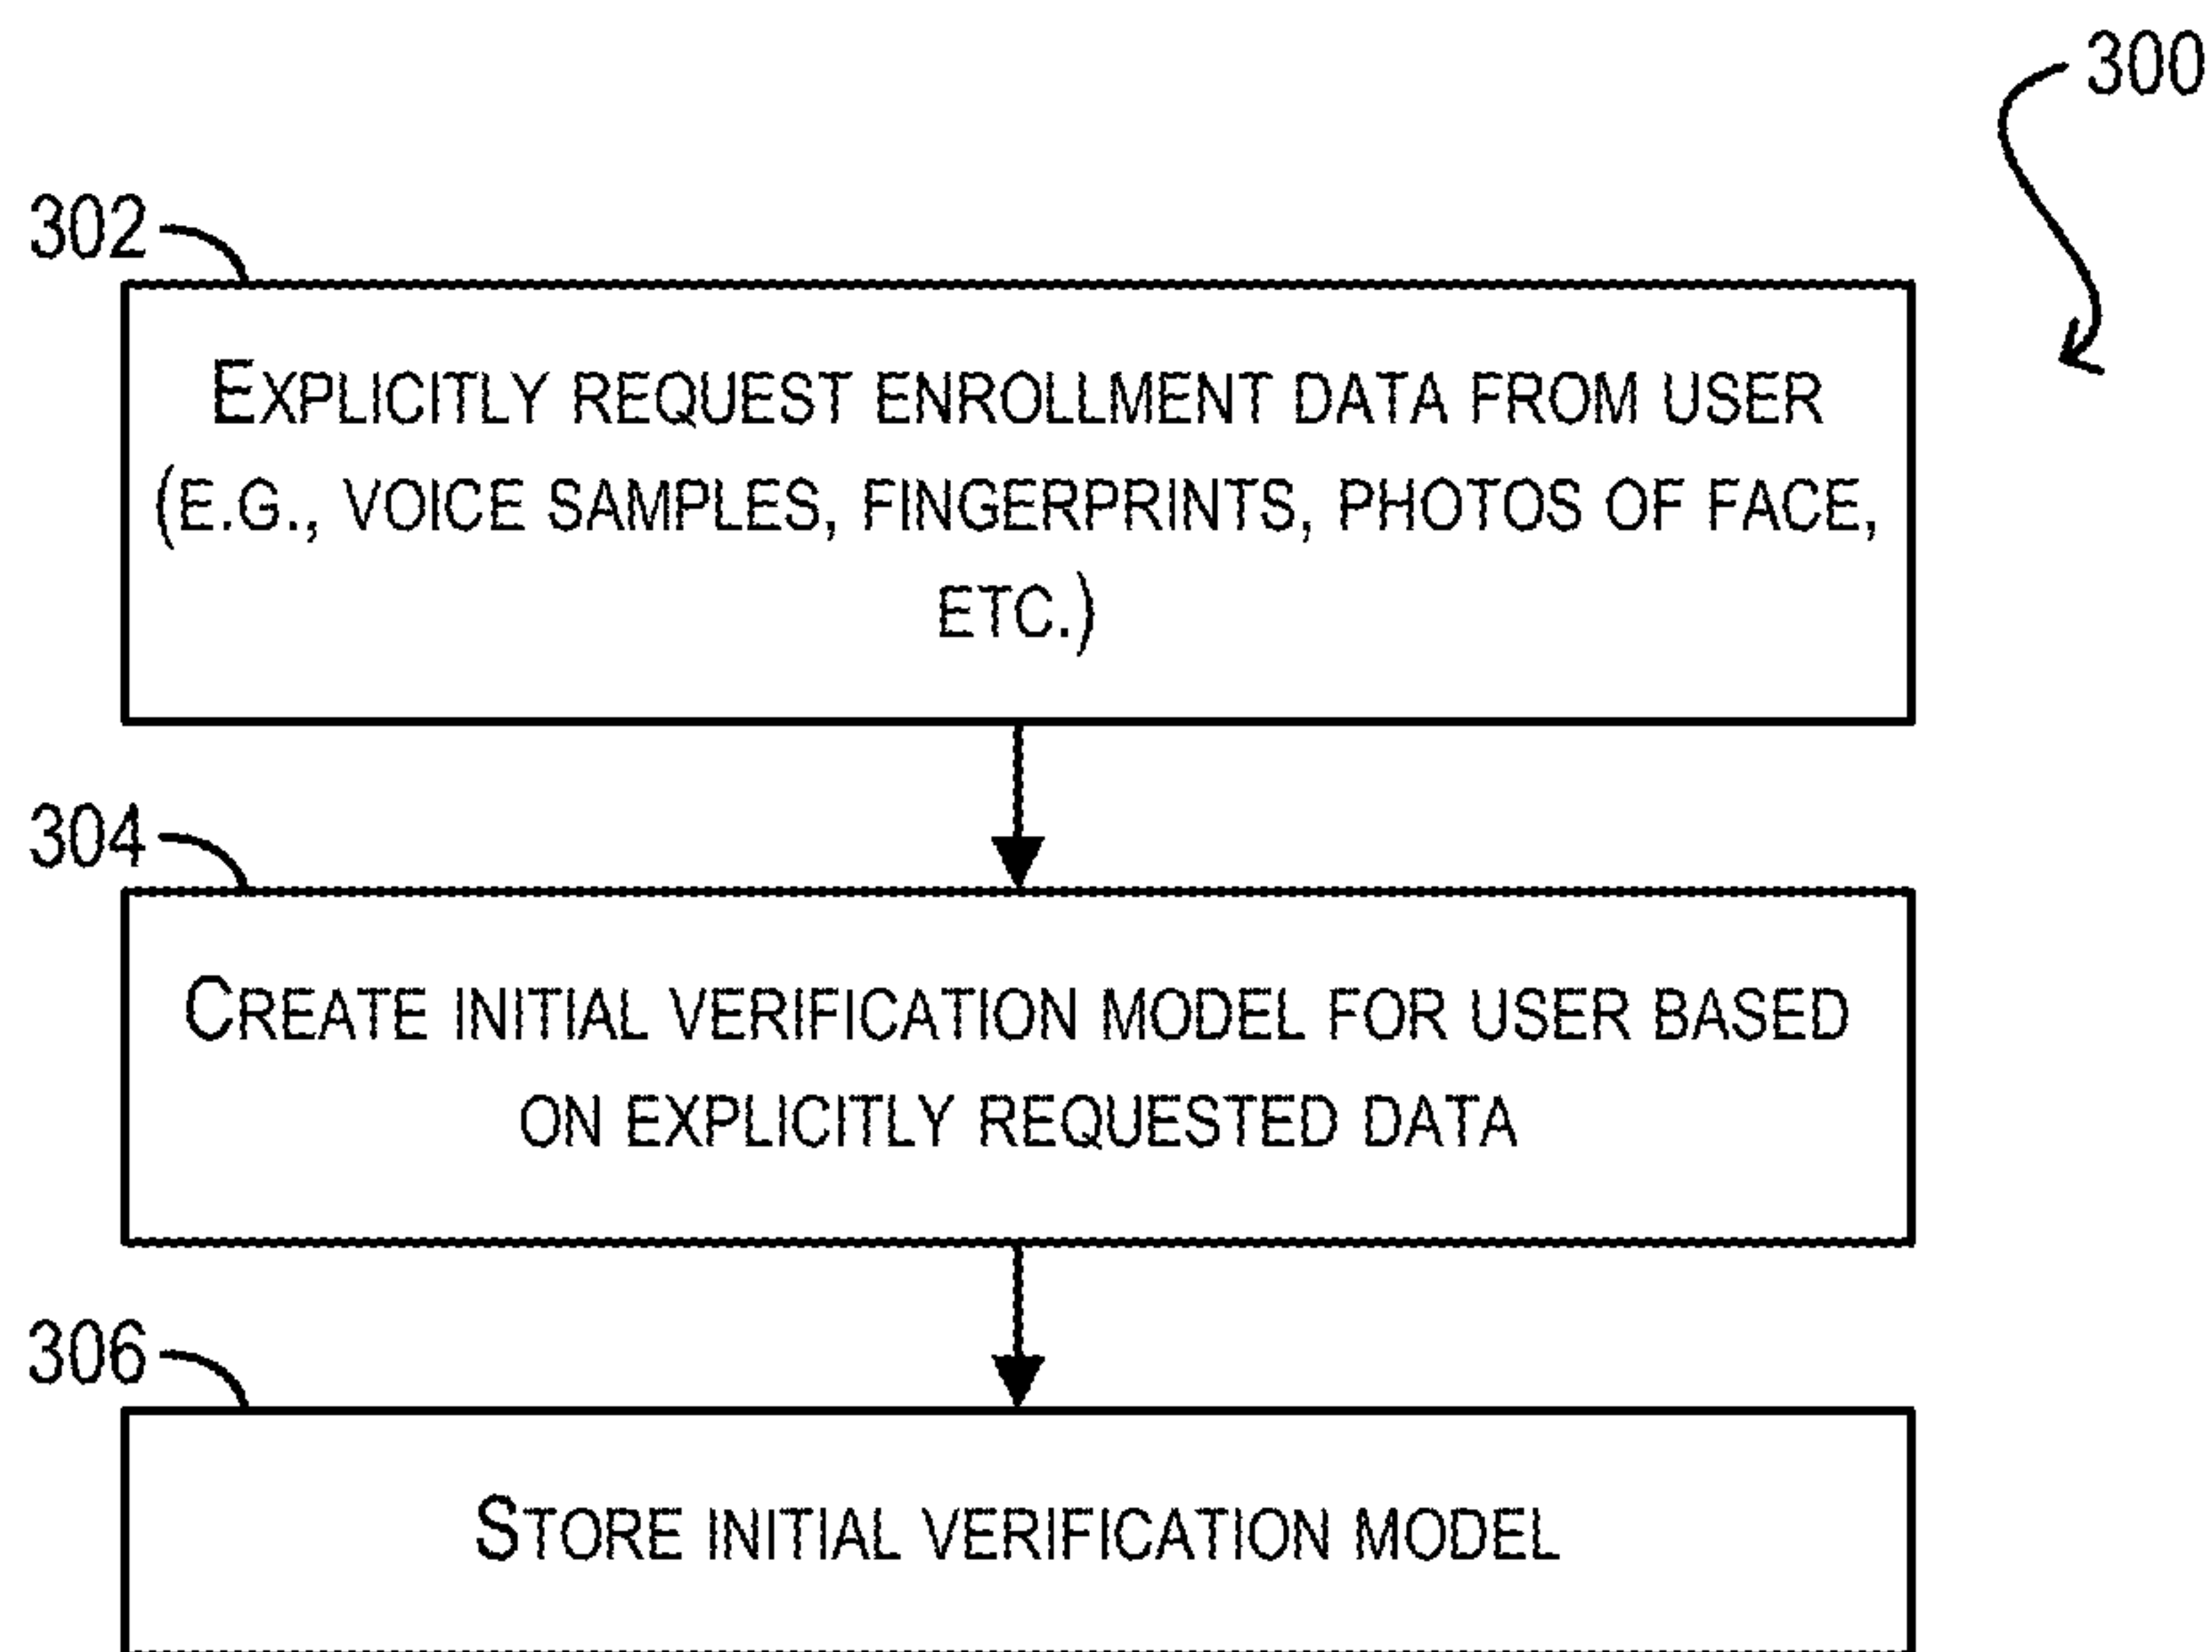 300
302
EXPLICITLY REQUEST ENROLLMENT DATA FROM USER
(E.G., VOICE SAMPLES, FINGERPRINTS, PHOTOS OF FACE,
ETC.)
304
CREATE INITIAL VERIFICATION MODEL FOR USER BASED
ON EXPLICITLY REQUESTED DATA
306
STORE INITIAL VERIFICATION MODEL